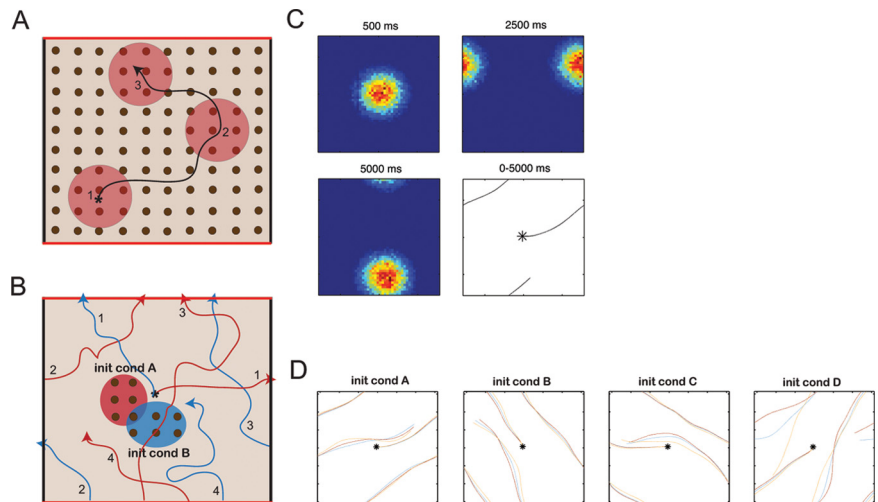 A
1
2
3
B
1
2
3
4
1
2
3
4
init cond A
init cond B
C
500 ms
2500 ms
5000 ms
0-5000 ms
D
init cond A
init cond B
init cond C
init cond D